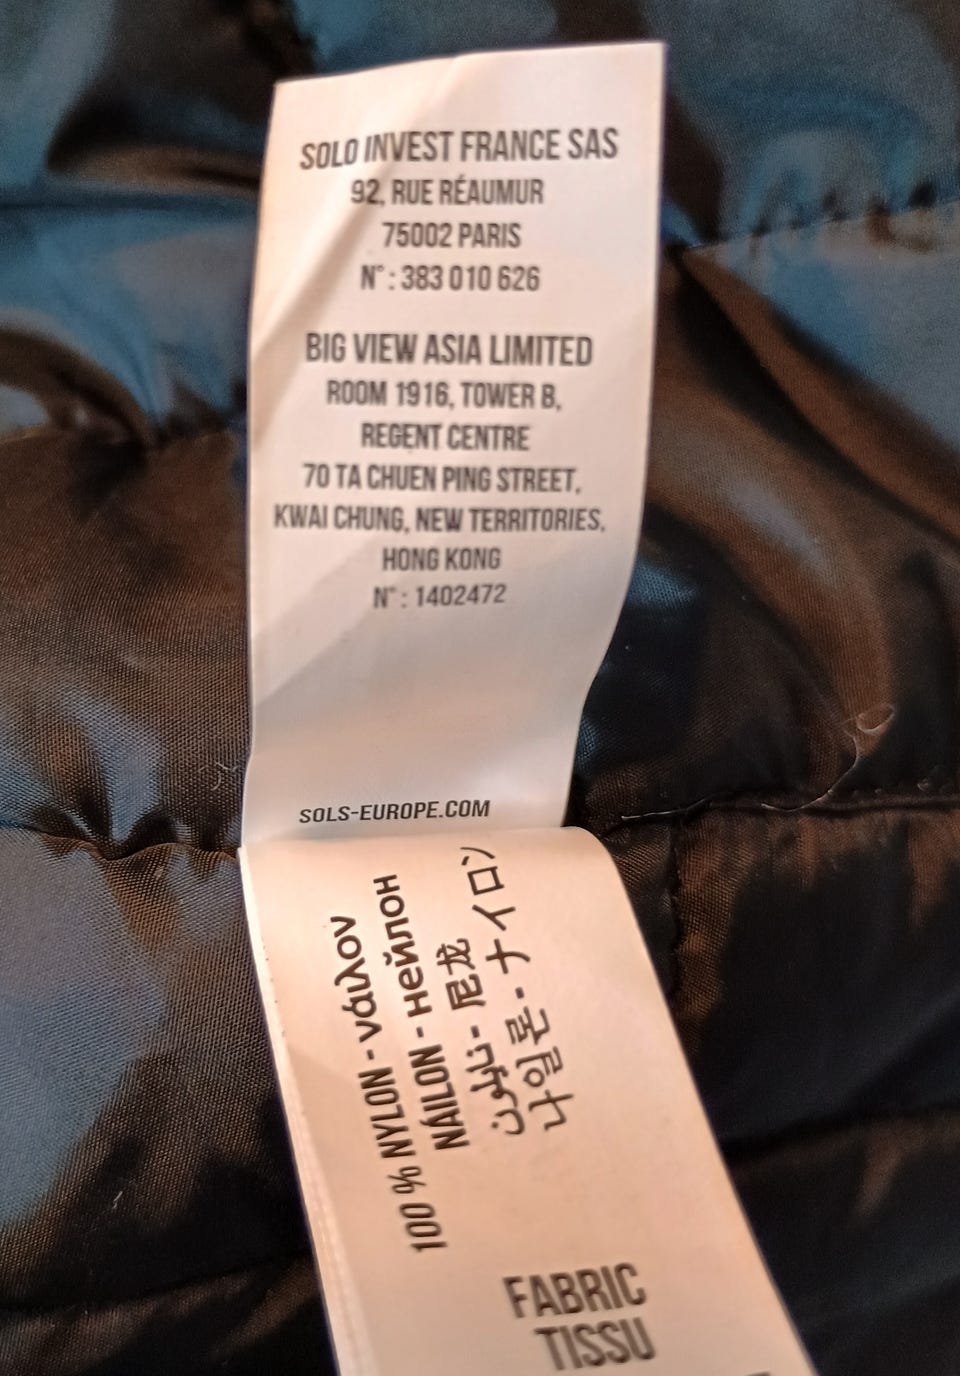 SOLO INVEST FRANCE SAS
92, RUE RÉAUMUR
75002 PARIS
N° : 383 010 626
BIG VIEW ASIA LIMITED
ROOM 1916, TOWER B,
REGENT CENTRE
70 TA CHUEN PING STREET,
KWAI CHUNG, NEW TERRITORIES,
HONG KONG
N° : 1402472
SOLS-EUROPE.COM
100 % NYLON - νάιλον
NÁILON - нейлон
نايلون - 尼龙
나일론 - ナイロン
FABRIC
TISSU